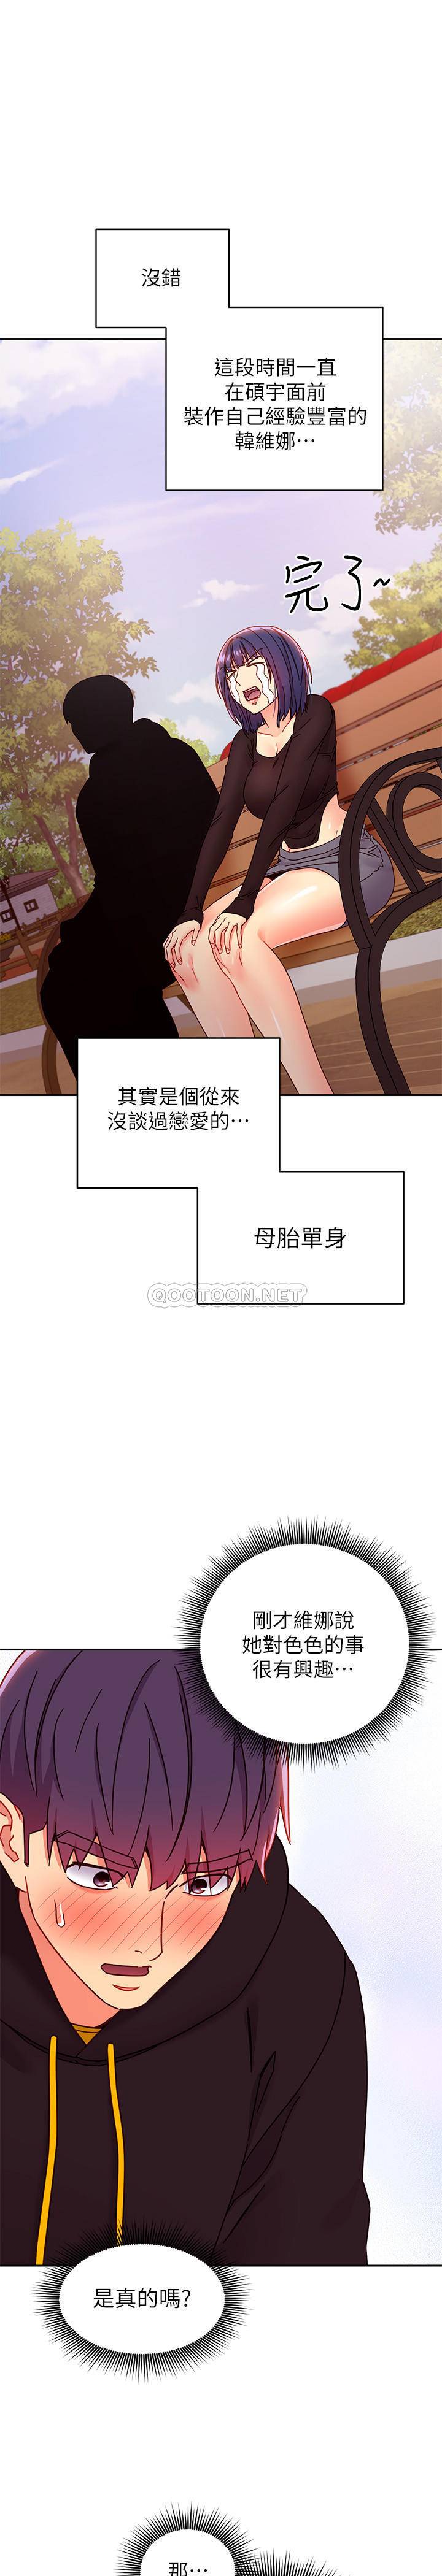 沒錯
這段時間一直
在碩宇面前
裝作自己經驗豐富的
韓維娜⋯
完了~
其實是個從來
沒談過戀愛的⋯
母胎單身
QOOTOON.NET
剛才維娜說
她對色色的事
很有興趣⋯
是真的嗎?
那⋯